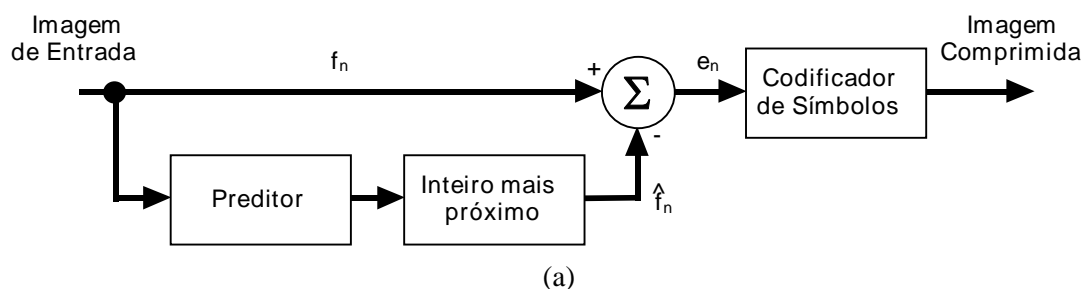 Imagem
de Entrada
fₙ
+
Σ
-
eₙ
Codificador
de Símbolos
Imagem
Comprimida
Preditor
Inteiro mais
próximo
f̂ₙ
(a)